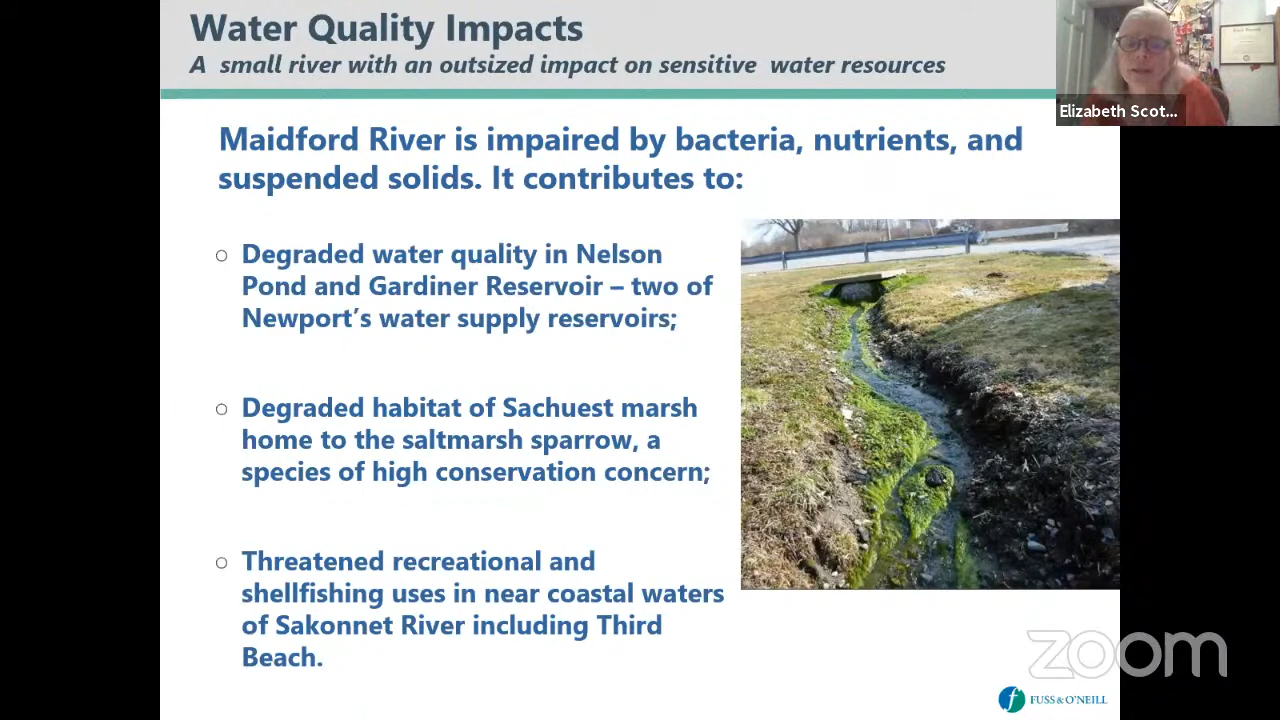 Water Quality Impacts
A small river with an outsized impact on sensitive water resources
Elizabeth Scot...
Maidford River is impaired by bacteria, nutrients, and
suspended solids. It contributes to:
○ Degraded water quality in Nelson
Pond and Gardiner Reservoir – two of
Newport's water supply reservoirs;
○ Degraded habitat of Sachuest marsh
home to the saltmarsh sparrow, a
species of high conservation concern;
○ Threatened recreational and
shellfishing uses in near coastal waters
of Sakonnet River including Third
Beach.
zoom
FUSS & O'NEILL